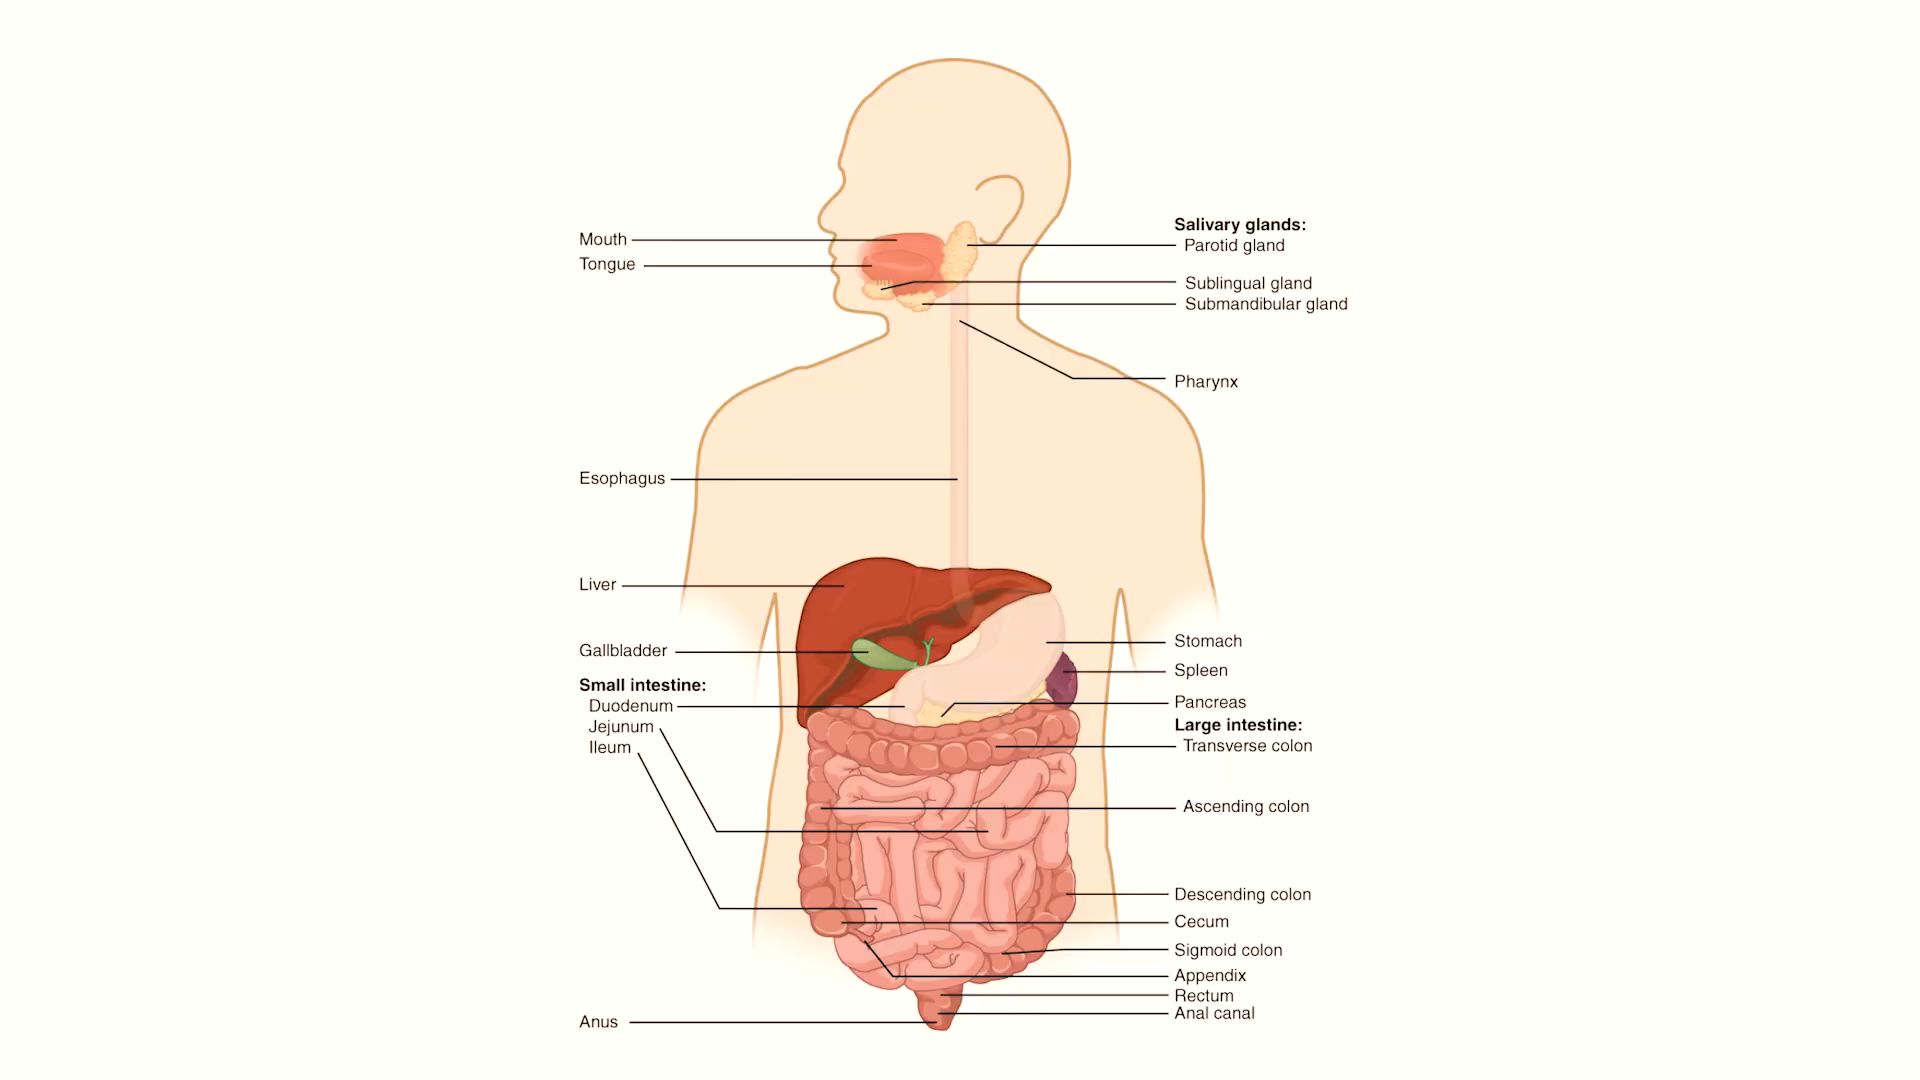 Mouth
Tongue
Esophagus
Liver
Gallbladder
Small intestine:
Duodenum
Jejunum
Ileum
Anus
Salivary glands:
Parotid gland
Sublingual gland
Submandibular gland
Pharynx
Stomach
Spleen
Pancreas
Large intestine:
Transverse colon
Ascending colon
Descending colon
Cecum
Sigmoid colon
Appendix
Rectum
Anal canal